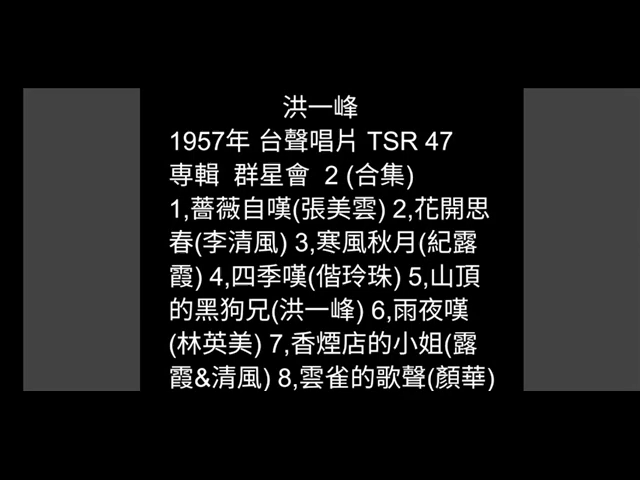 洪一峰
1957年 台聲唱片 TSR 47
專輯 群星會 2 (合集)
1,薔薇自嘆(張美雲) 2,花開思
春(李清風) 3,寒風秋月(紀露
霞) 4,四季嘆(偕玲珠) 5,山頂
的黑狗兄(洪一峰) 6,雨夜嘆
(林英美) 7,香煙店的小姐(露
霞&清風) 8,雲雀的歌聲(顏華)